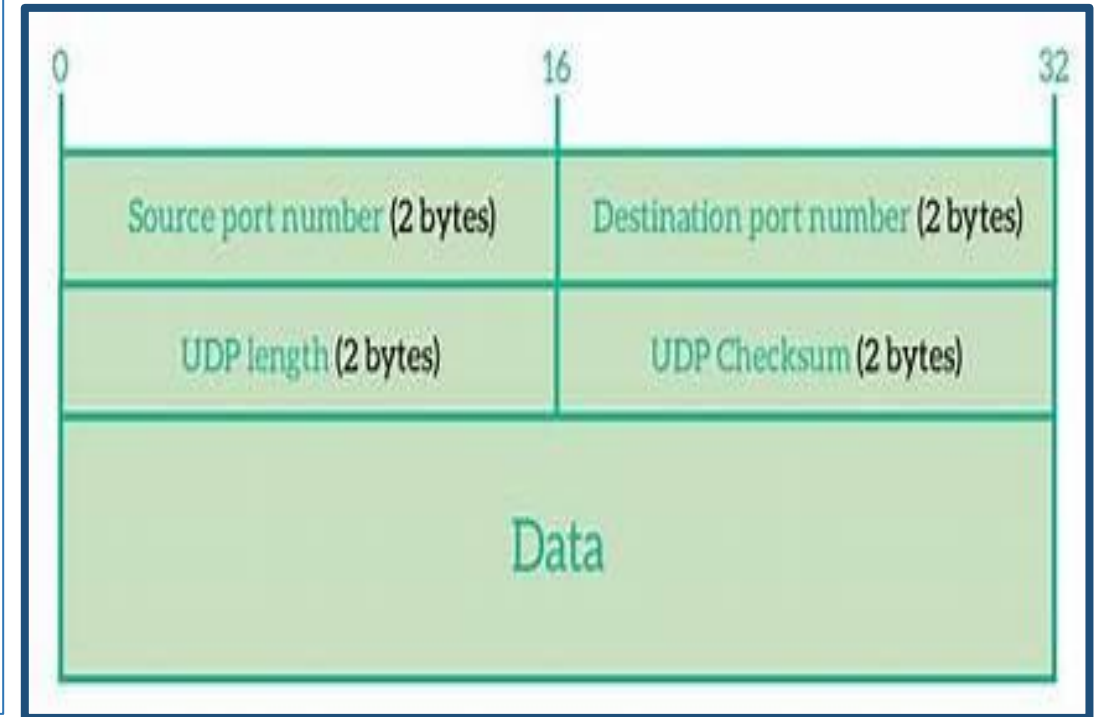 0 16 32
Source port number (2 bytes) Destination port number (2 bytes)
UDP length (2 bytes) UDP Checksum (2 bytes)
Data